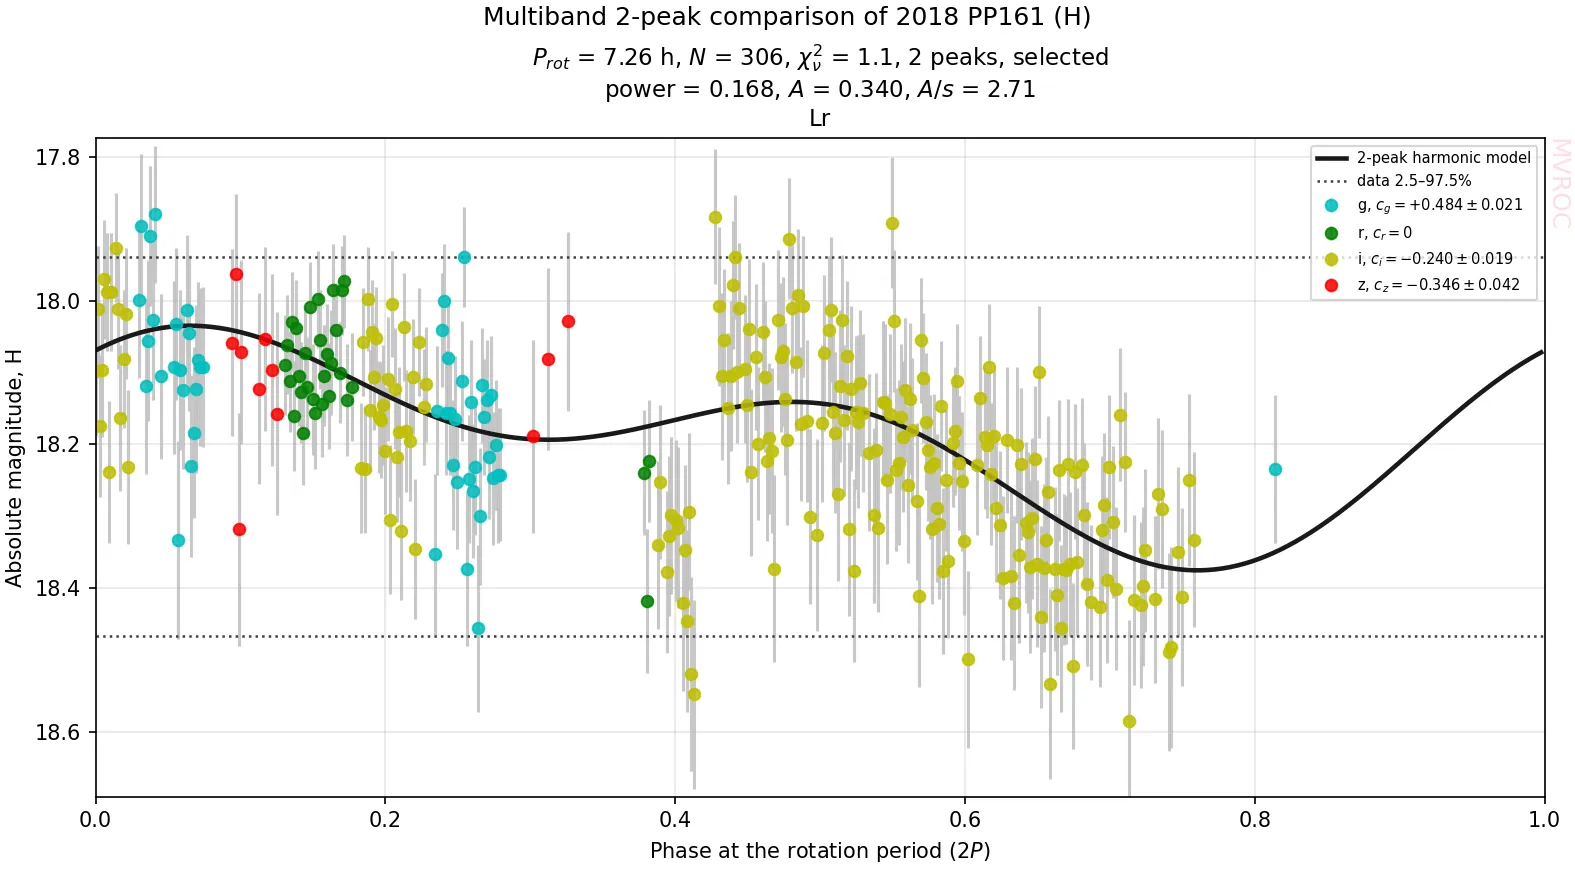 Multiband 2-peak comparison of 2018 PP161 (H)
P_rot = 7.26 h, N = 306, χ²_ν = 1.1, 2 peaks, selected
power = 0.168, A = 0.340, A/s = 2.71
Lr
2-peak harmonic model
data 2.5–97.5%
g, c_g = +0.484 ± 0.021
r, c_r = 0
i, c_i = −0.240 ± 0.019
z, c_z = −0.346 ± 0.042
MVROC
Absolute magnitude, H
17.8
18.0
18.2
18.4
18.6
0.0 0.2 0.4 0.6 0.8 1.0
Phase at the rotation period (2P)